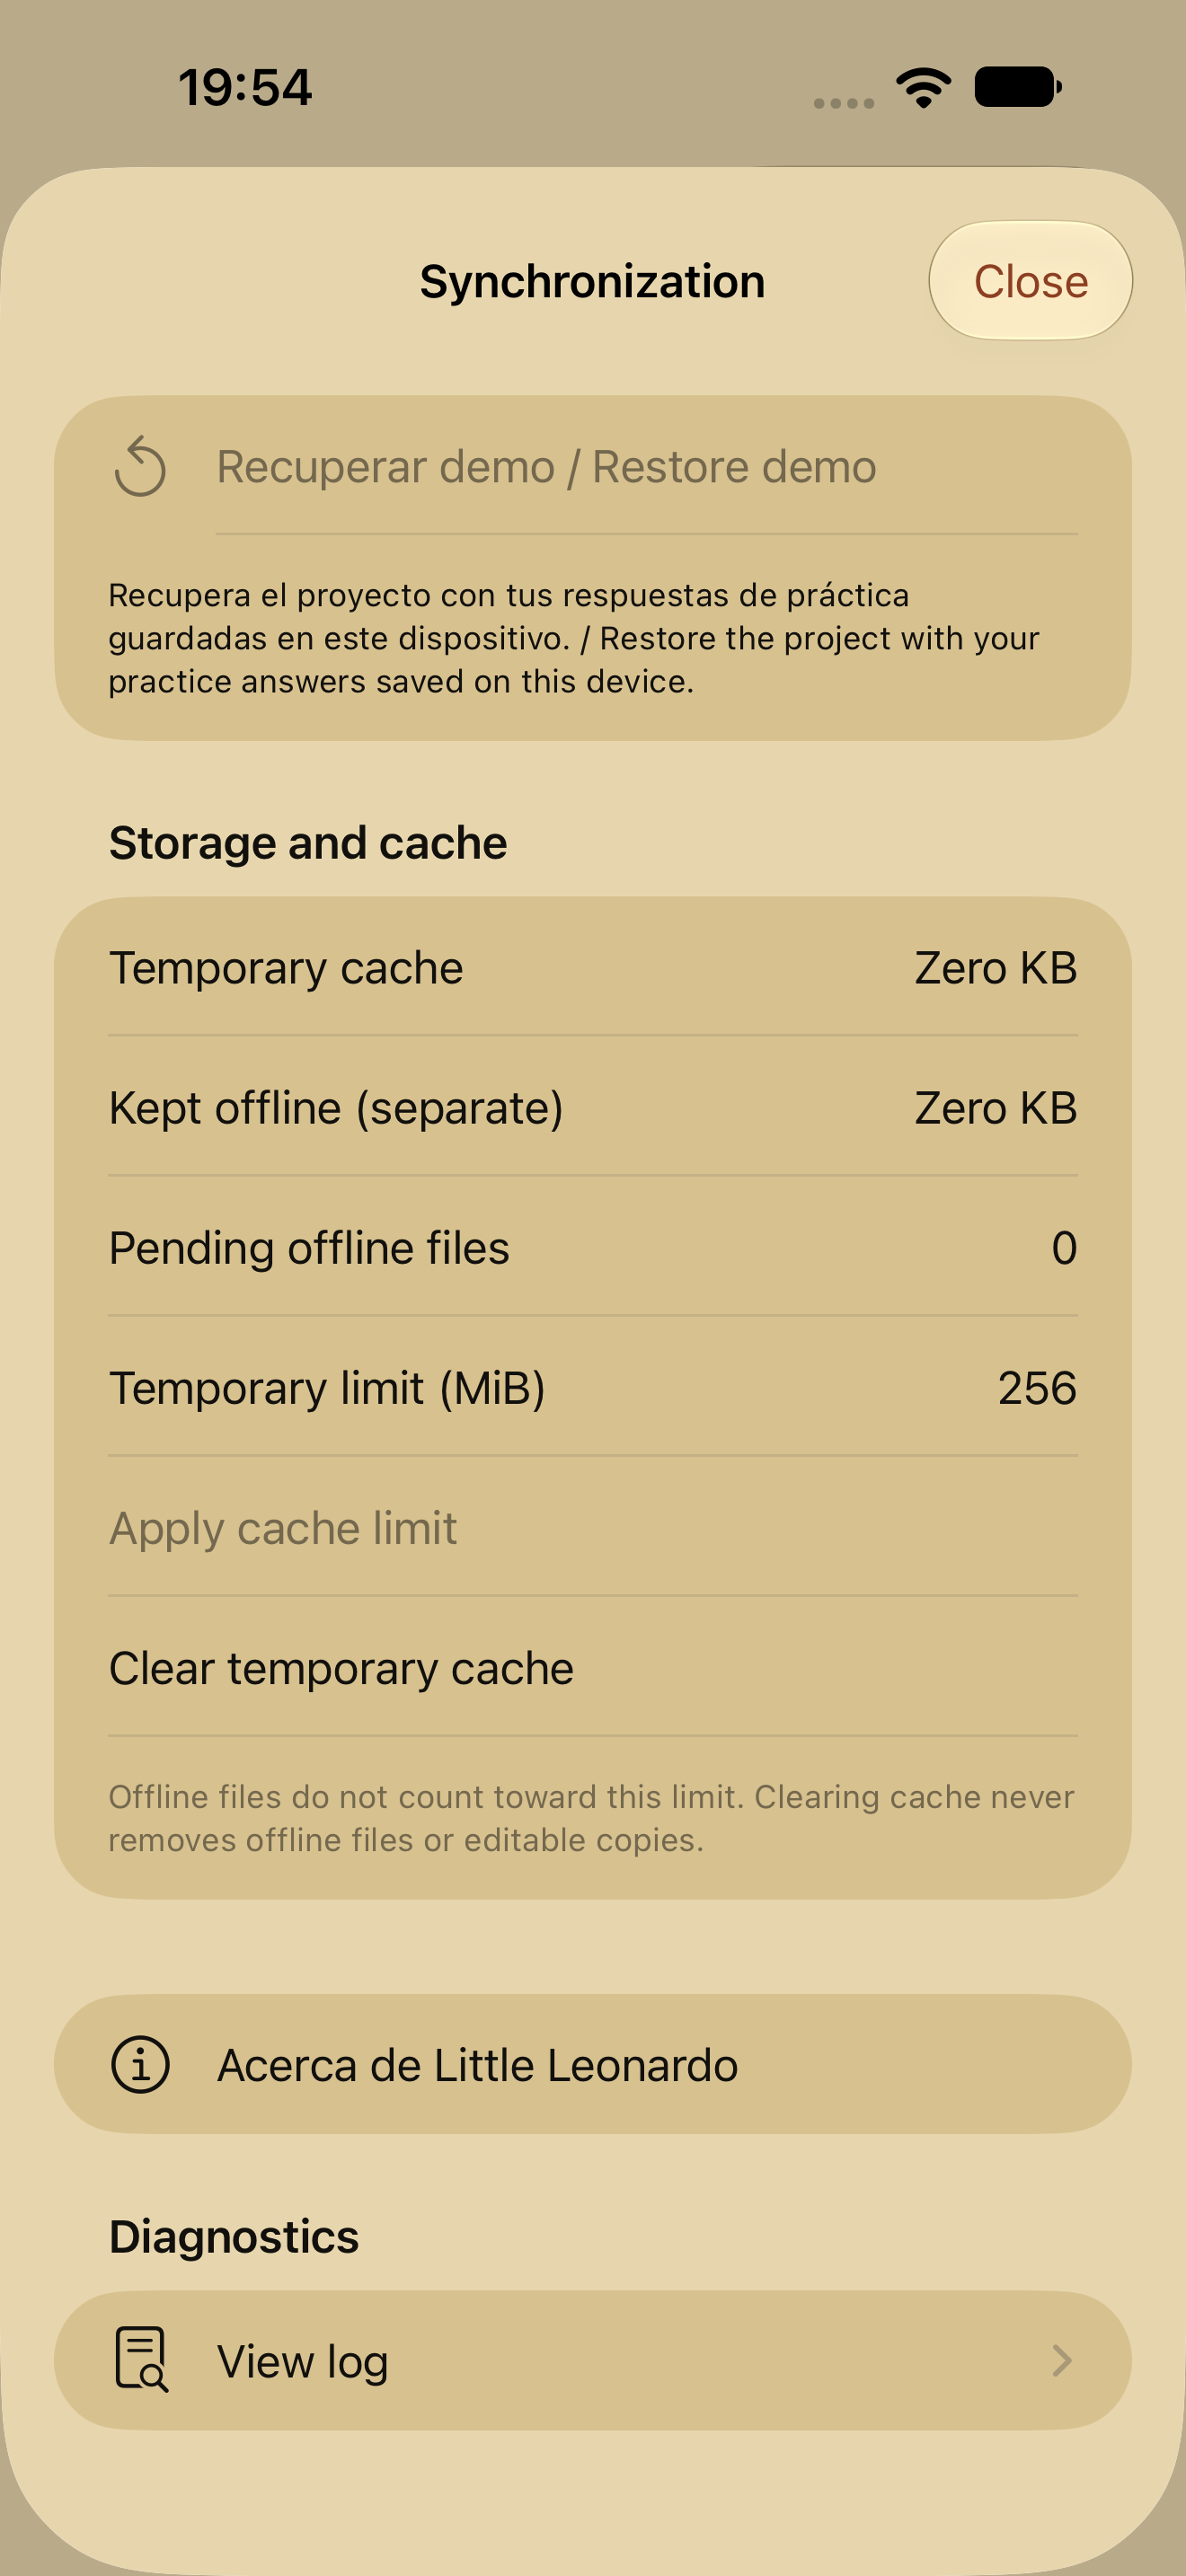 19:54
Synchronization
Close
Recuperar demo / Restore demo
Recupera el proyecto con tus respuestas de práctica
guardadas en este dispositivo. / Restore the project with your
practice answers saved on this device.
Storage and cache
Temporary cache Zero KB
Kept offline (separate) Zero KB
Pending offline files 0
Temporary limit (MiB) 256
Apply cache limit
Clear temporary cache
Offline files do not count toward this limit. Clearing cache never
removes offline files or editable copies.
Acerca de Little Leonardo
Diagnostics
View log